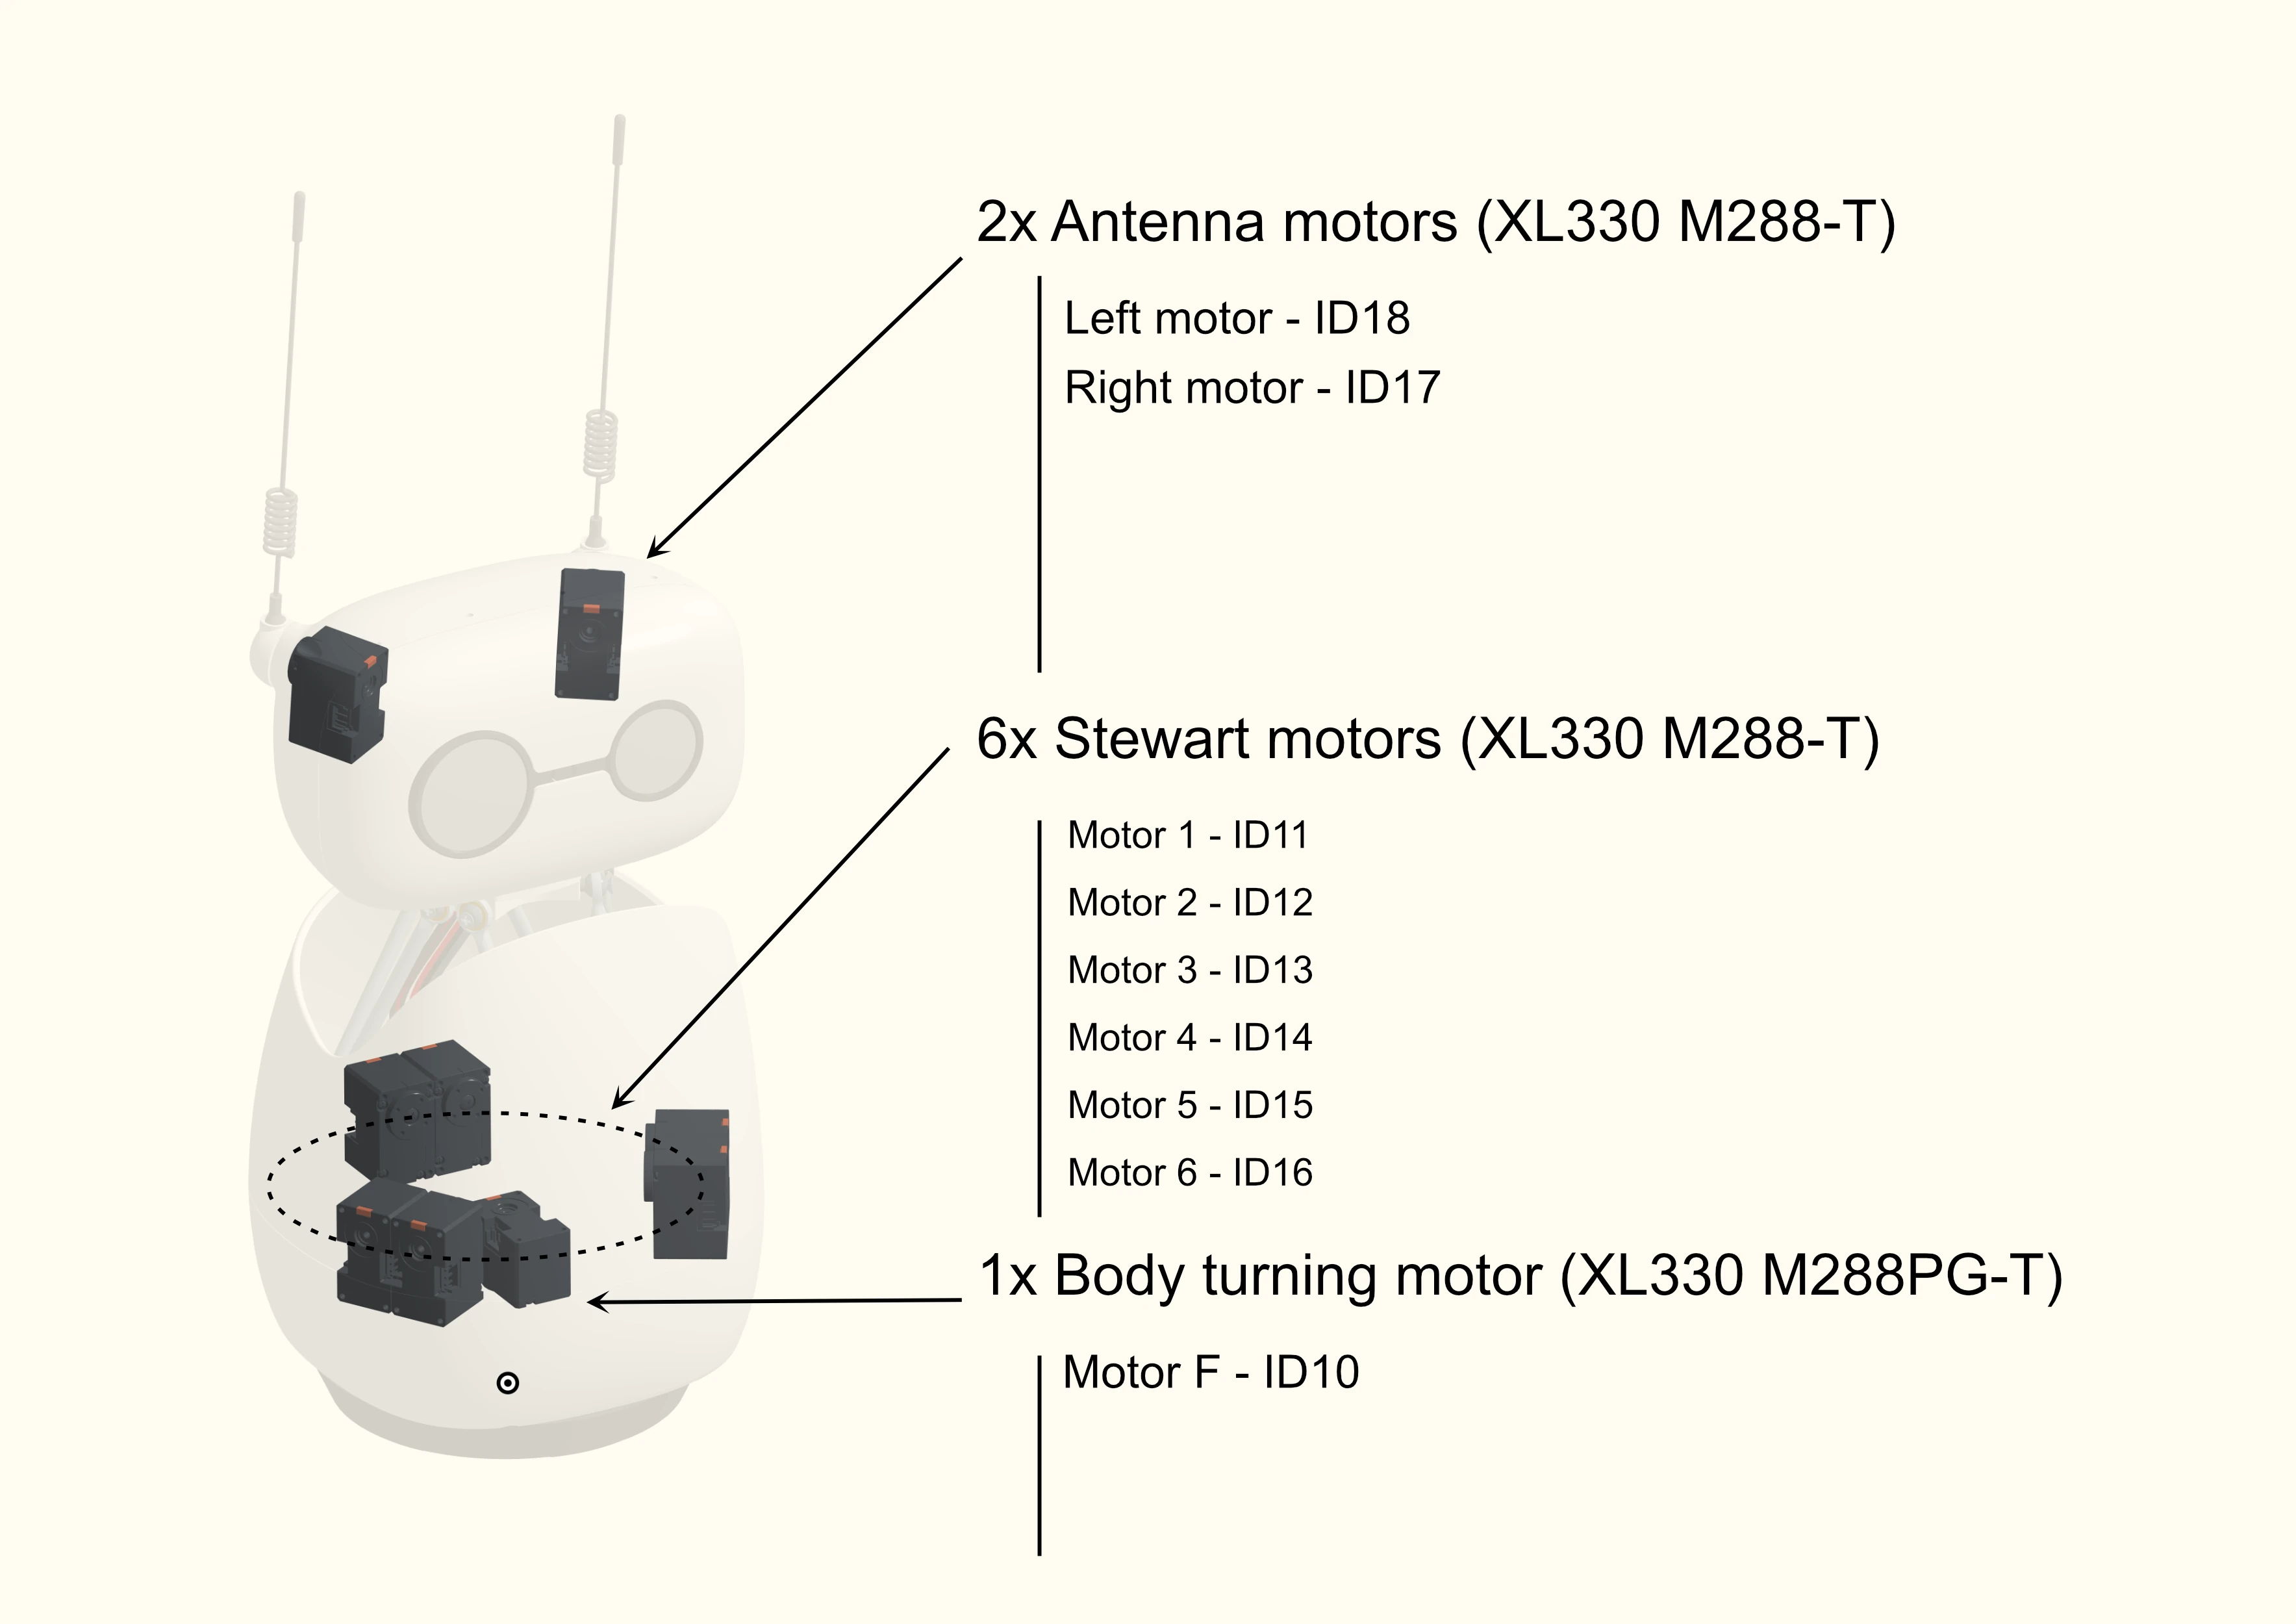 2x Antenna motors (XL330 M288-T)
Left motor - ID18
Right motor - ID17
6x Stewart motors (XL330 M288-T)
Motor 1 - ID11
Motor 2 - ID12
Motor 3 - ID13
Motor 4 - ID14
Motor 5 - ID15
Motor 6 - ID16
1x Body turning motor (XL330 M288PG-T)
Motor F - ID10